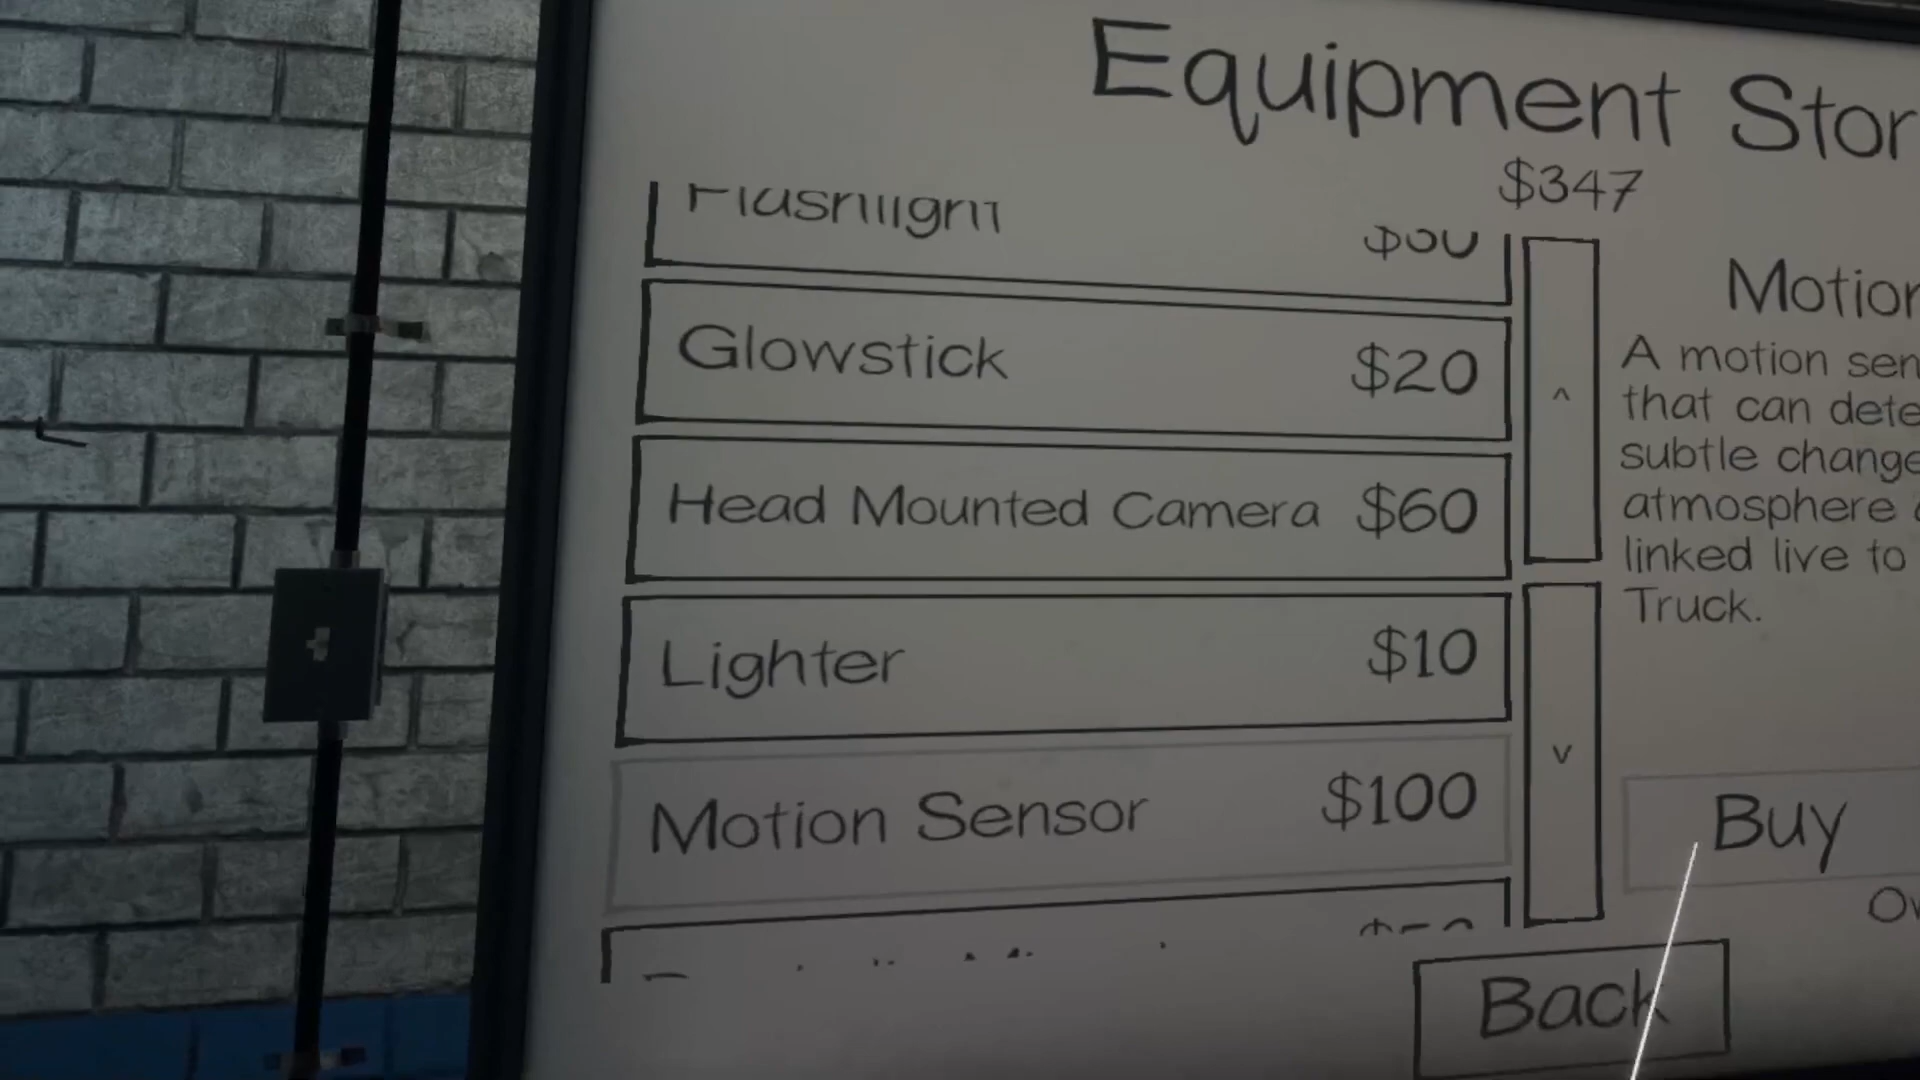 Equipment Stor
$347
Flashlight
Glowstick $20
Head Mounted Camera $60
Lighter $10
Motion Sensor $100
^
v
Motion
A motion sen
that can dete
subtle change
atmosphere
linked live to
Truck.
Buy
Back